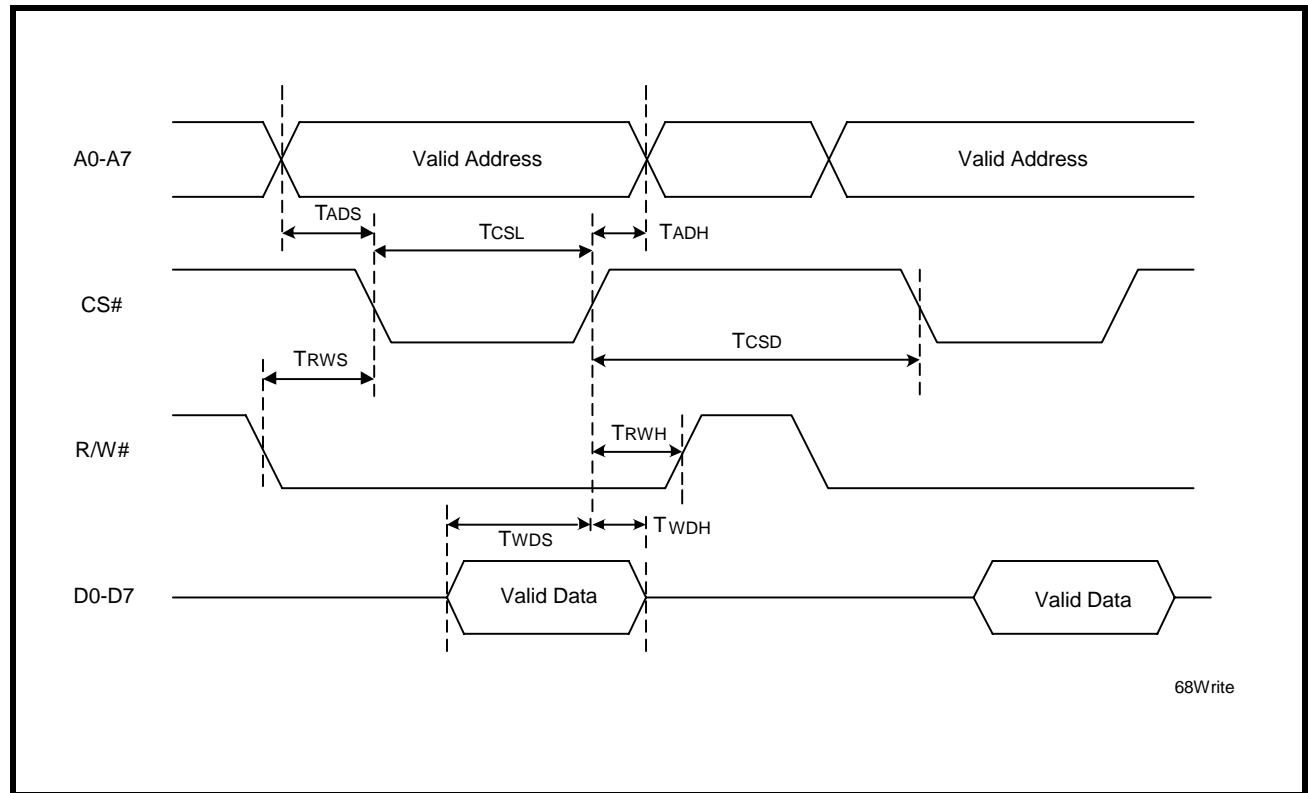 A0-A7
Valid Address
Valid Address
TADS
TCSL
TADH
CS#
TCSD
TRWS
R/W#
TRWH
TWDS
TWDH
D0-D7
Valid Data
Valid Data
68Write